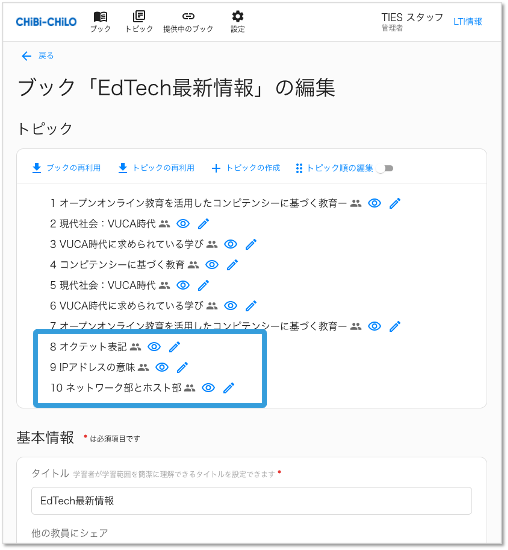 CHiBi-CHiLO ブック トピック 提供中のブック 設定 TIES スタッフ 管理者 LTI情報
戻る
ブック「EdTech最新情報」の編集
トピック
ブックの再利用 トピックの再利用 トピックの作成 トピック順の編集
1 オープンオンライン教育を活用したコンピテンシーに基づく教育ー
2 現代社会：VUCA時代
3 VUCA時代に求められている学び
4 コンピテンシーに基づく教育
5 現代社会：VUCA時代
6 VUCA時代に求められている学び
7 オープンオンライン教育を活用したコンピテンシーに基づく教育ー
8 オクテット表記
9 IPアドレスの意味
10 ネットワーク部とホスト部
基本情報 * は必須項目です
タイトル 学習者が学習範囲を簡潔に理解できるタイトルを設定できます *
EdTech最新情報
他の教員にシェア